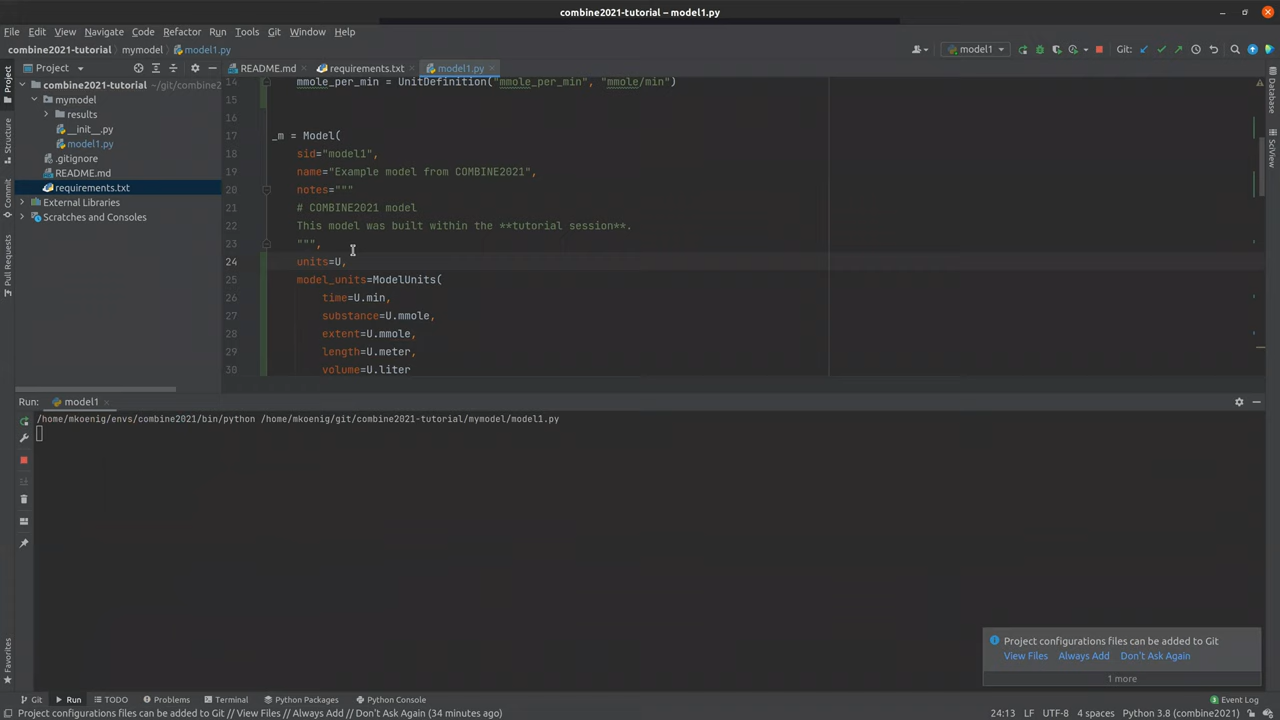 combine2021-tutorial – model1.py
File Edit View Navigate Code Refactor Run Tools Git Window Help
combine2021-tutorial mymodel model1.py
model1
Git:
Project
README.md
requirements.txt
model1.py
combine2021-tutorial ~/git/combine2
mymodel
results
__init__.py
model1.py
.gitignore
README.md
requirements.txt
External Libraries
Scratches and Consoles
14 mmole_per_min = UnitDefinition("mmole_per_min", "mmole/min")
15
16
17 _m = Model(
18 sid="model1",
19 name="Example model from COMBINE2021",
20 notes="""
21 # COMBINE2021 model
22 This model was built within the **tutorial session**.
23 """,
24 units=U,
25 model_units=ModelUnits(
26 time=U.min,
27 substance=U.mmole,
28 extent=U.mmole,
29 length=U.meter,
30 volume=U.liter
Project
Structure
Commit
Pull Requests
Favorites
Database
SciView
Run: model1
/home/mkoenig/envs/combine2021/bin/python /home/mkoenig/git/combine2021-tutorial/mymodel/model1.py
Project configurations files can be added to Git
View Files Always Add Don't Ask Again
1 more
Git Run TODO Problems Terminal Python Packages Python Console Event Log
Project configurations files can be added to Git // View Files // Always Add // Don't Ask Again (34 minutes ago)
24:13 LF UTF-8 4 spaces Python 3.8 (combine2021)